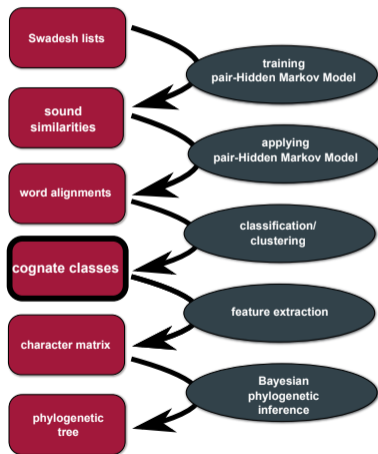 Swadesh lists
training
pair-Hidden Markov Model
sound
similarities
applying
pair-Hidden Markov Model
word alignments
classification/
clustering
cognate classes
feature extraction
character matrix
Bayesian
phylogenetic
inference
phylogenetic
tree